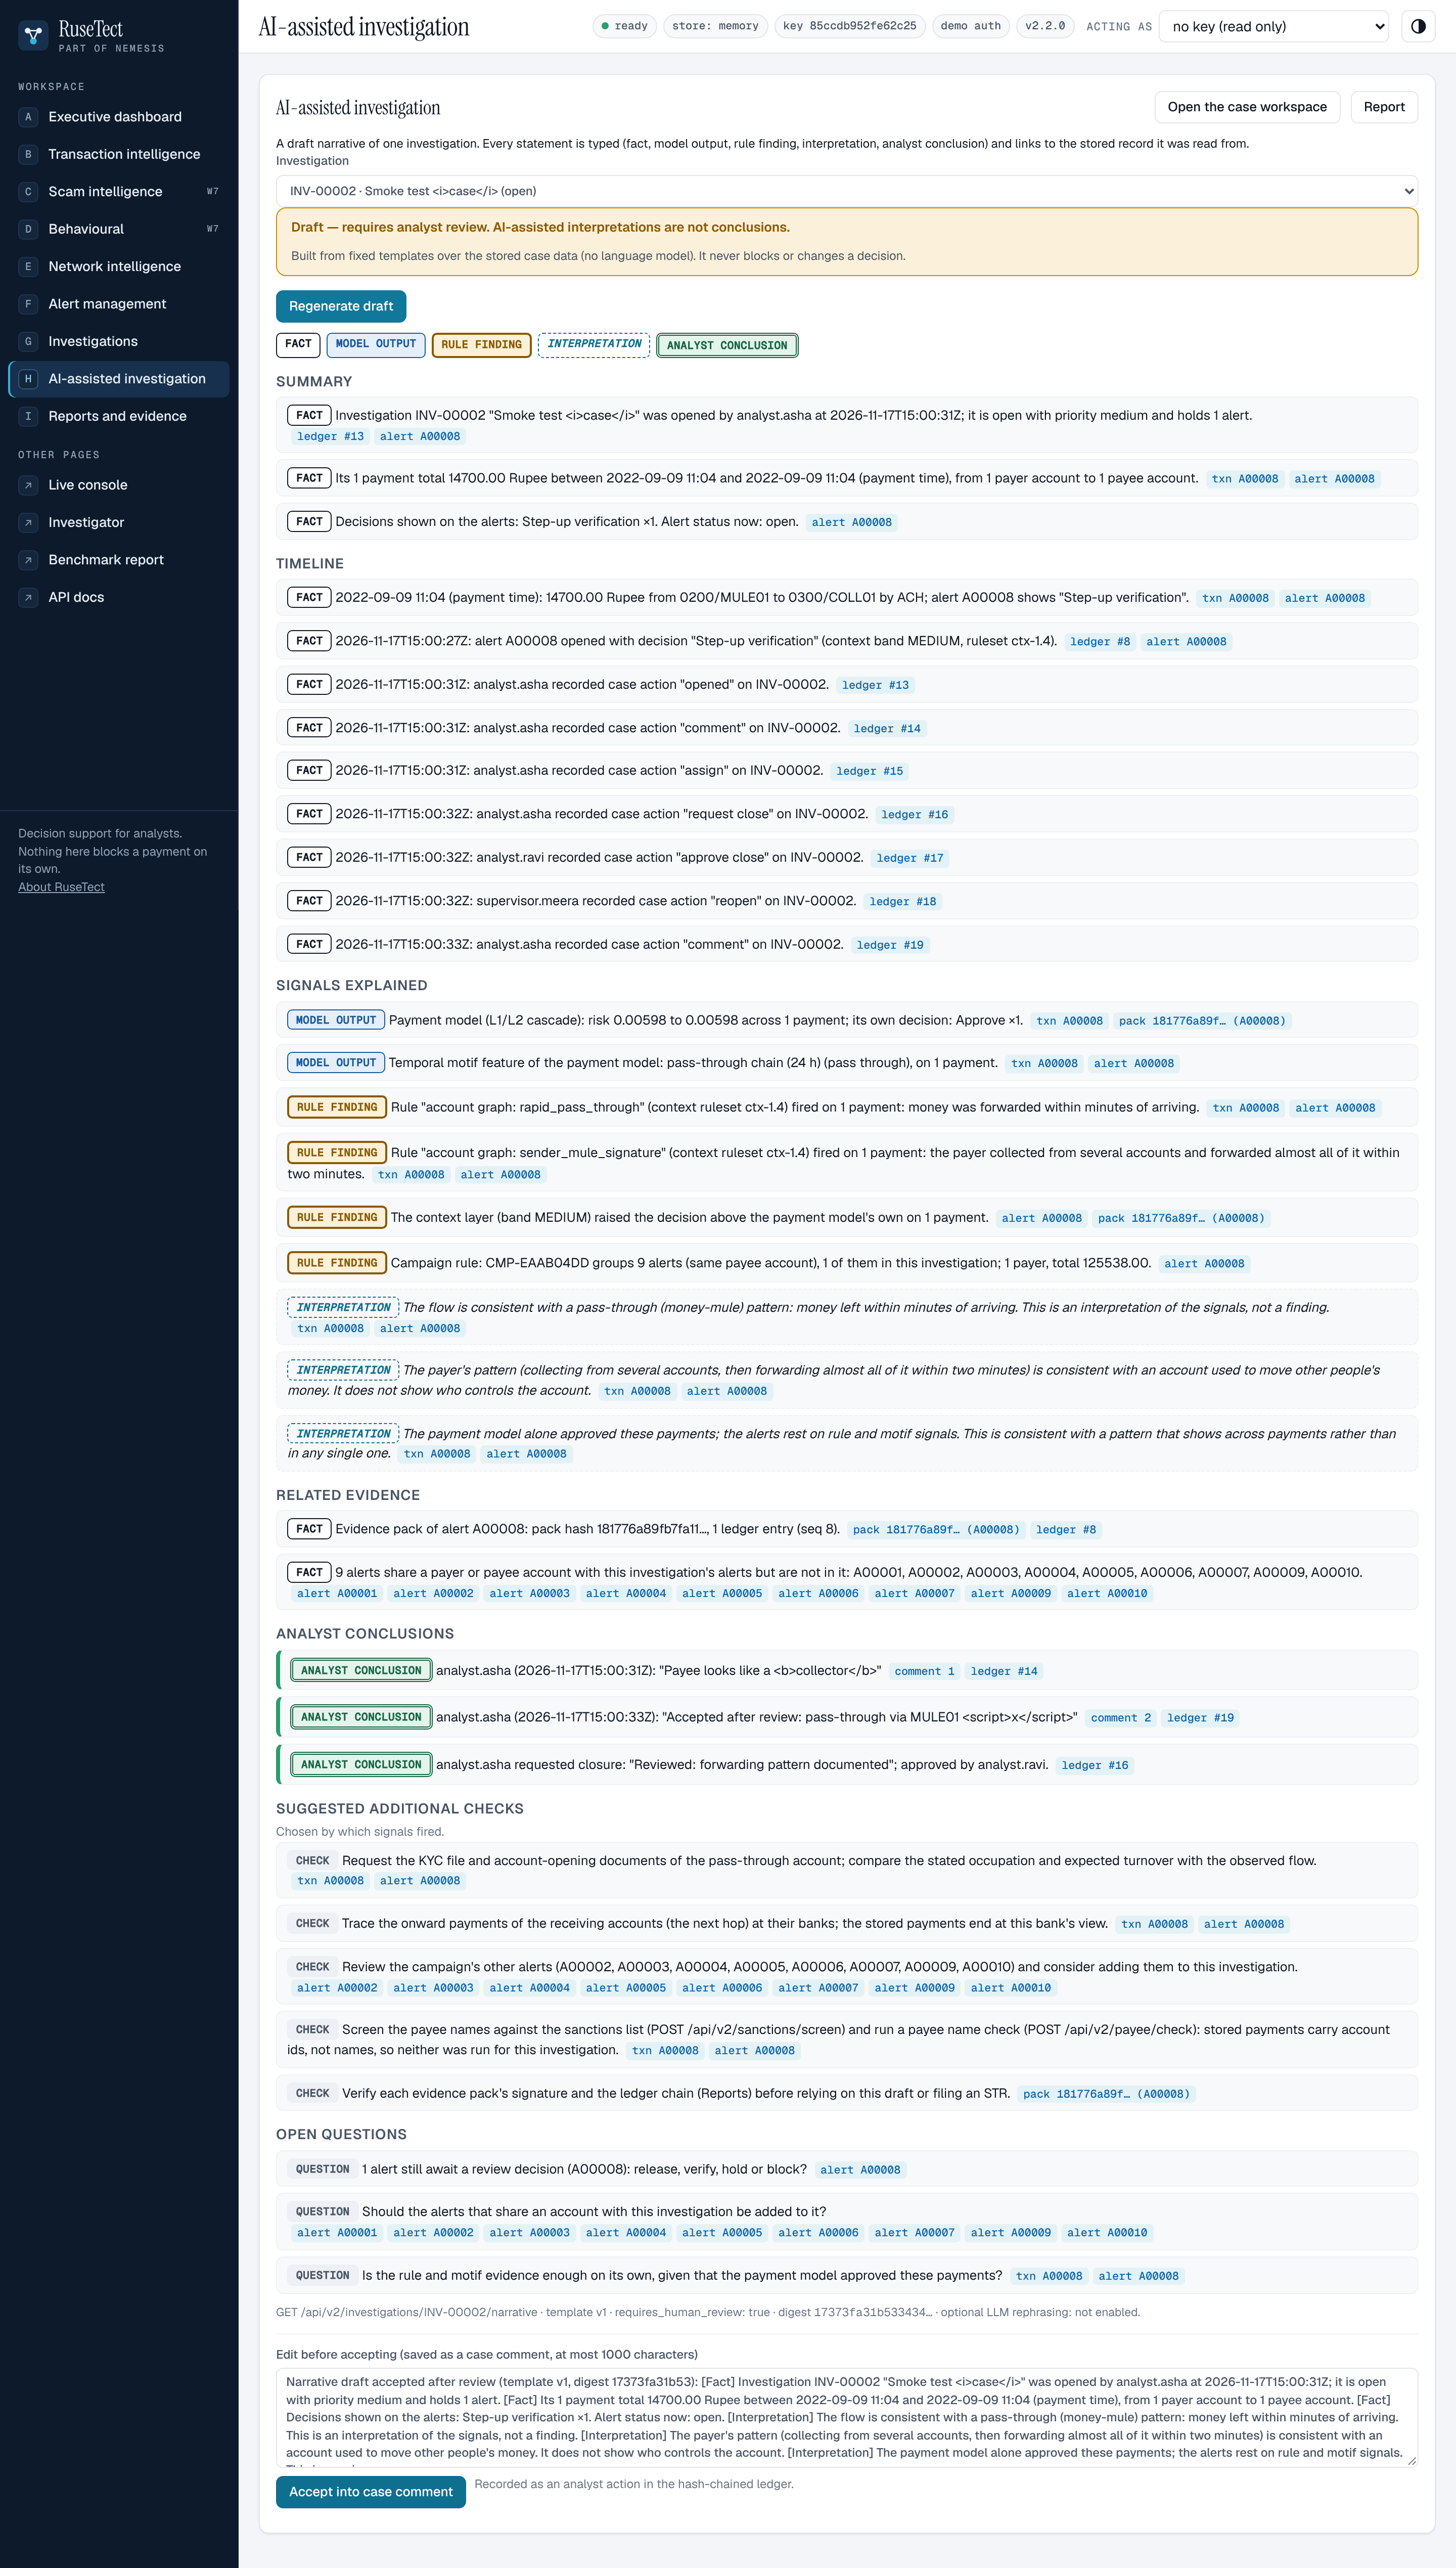 RuseTect
PART OF NEMESIS
WORKSPACE
A Executive dashboard
B Transaction intelligence
C Scam intelligence W7
D Behavioural W7
E Network intelligence
F Alert management
G Investigations
H AI-assisted investigation
I Reports and evidence
OTHER PAGES
↗ Live console
↗ Investigator
↗ Benchmark report
↗ API docs
Decision support for analysts.
Nothing here blocks a payment on
its own.
About RuseTect
AI-assisted investigation
ready store: memory key 85ccdb952fe62c25 demo auth v2.2.0 ACTING AS no key (read only)
AI-assisted investigation
Open the case workspace Report
A draft narrative of one investigation. Every statement is typed (fact, model output, rule finding, interpretation, analyst conclusion) and links to the stored record it was read from.
Investigation
INV-00002 · Smoke test <i>case</i> (open)
Draft — requires analyst review. AI-assisted interpretations are not conclusions.
Built from fixed templates over the stored case data (no language model). It never blocks or changes a decision.
Regenerate draft
FACT MODEL OUTPUT RULE FINDING INTERPRETATION ANALYST CONCLUSION
SUMMARY
FACT Investigation INV-00002 "Smoke test <i>case</i>" was opened by analyst.asha at 2026-11-17T15:00:31Z; it is open with priority medium and holds 1 alert.
ledger #13 alert A00008
FACT Its 1 payment total 14700.00 Rupee between 2022-09-09 11:04 and 2022-09-09 11:04 (payment time), from 1 payer account to 1 payee account. txn A00008 alert A00008
FACT Decisions shown on the alerts: Step-up verification ×1. Alert status now: open. alert A00008
TIMELINE
FACT 2022-09-09 11:04 (payment time): 14700.00 Rupee from 0200/MULE01 to 0300/COLL01 by ACH; alert A00008 shows "Step-up verification". txn A00008 alert A00008
FACT 2026-11-17T15:00:27Z: alert A00008 opened with decision "Step-up verification" (context band MEDIUM, ruleset ctx-1.4). ledger #8 alert A00008
FACT 2026-11-17T15:00:31Z: analyst.asha recorded case action "opened" on INV-00002. ledger #13
FACT 2026-11-17T15:00:31Z: analyst.asha recorded case action "comment" on INV-00002. ledger #14
FACT 2026-11-17T15:00:31Z: analyst.asha recorded case action "assign" on INV-00002. ledger #15
FACT 2026-11-17T15:00:32Z: analyst.asha recorded case action "request close" on INV-00002. ledger #16
FACT 2026-11-17T15:00:32Z: analyst.ravi recorded case action "approve close" on INV-00002. ledger #17
FACT 2026-11-17T15:00:32Z: supervisor.meera recorded case action "reopen" on INV-00002. ledger #18
FACT 2026-11-17T15:00:33Z: analyst.asha recorded case action "comment" on INV-00002. ledger #19
SIGNALS EXPLAINED
MODEL OUTPUT Payment model (L1/L2 cascade): risk 0.00598 to 0.00598 across 1 payment; its own decision: Approve ×1. txn A00008 pack 181776a89f… (A00008)
MODEL OUTPUT Temporal motif feature of the payment model: pass-through chain (24 h) (pass through), on 1 payment. txn A00008 alert A00008
RULE FINDING Rule "account graph: rapid_pass_through" (context ruleset ctx-1.4) fired on 1 payment: money was forwarded within minutes of arriving. txn A00008 alert A00008
RULE FINDING Rule "account graph: sender_mule_signature" (context ruleset ctx-1.4) fired on 1 payment: the payer collected from several accounts and forwarded almost all of it within
two minutes. txn A00008 alert A00008
RULE FINDING The context layer (band MEDIUM) raised the decision above the payment model's own on 1 payment. alert A00008 pack 181776a89f… (A00008)
RULE FINDING Campaign rule: CMP-EAAB04DD groups 9 alerts (same payee account), 1 of them in this investigation; 1 payer, total 125538.00. alert A00008
INTERPRETATION The flow is consistent with a pass-through (money-mule) pattern: money left within minutes of arriving. This is an interpretation of the signals, not a finding.
txn A00008 alert A00008
INTERPRETATION The payer's pattern (collecting from several accounts, then forwarding almost all of it within two minutes) is consistent with an account used to move other people's
money. It does not show who controls the account. txn A00008 alert A00008
INTERPRETATION The payment model alone approved these payments; the alerts rest on rule and motif signals. This is consistent with a pattern that shows across payments rather than
in any single one. txn A00008 alert A00008
RELATED EVIDENCE
FACT Evidence pack of alert A00008: pack hash 181776a89fb7fa11…, 1 ledger entry (seq 8). pack 181776a89f… (A00008) ledger #8
FACT 9 alerts share a payer or payee account with this investigation's alerts but are not in it: A00001, A00002, A00003, A00004, A00005, A00006, A00007, A00009, A00010.
alert A00001 alert A00002 alert A00003 alert A00004 alert A00005 alert A00006 alert A00007 alert A00009 alert A00010
ANALYST CONCLUSIONS
ANALYST CONCLUSION analyst.asha (2026-11-17T15:00:31Z): "Payee looks like a <b>collector</b>" comment 1 ledger #14
ANALYST CONCLUSION analyst.asha (2026-11-17T15:00:33Z): "Accepted after review: pass-through via MULE01 <script>x</script>" comment 2 ledger #19
ANALYST CONCLUSION analyst.asha requested closure: "Reviewed: forwarding pattern documented"; approved by analyst.ravi. ledger #16
SUGGESTED ADDITIONAL CHECKS
Chosen by which signals fired.
CHECK Request the KYC file and account-opening documents of the pass-through account; compare the stated occupation and expected turnover with the observed flow.
txn A00008 alert A00008
CHECK Trace the onward payments of the receiving accounts (the next hop) at their banks; the stored payments end at this bank's view. txn A00008 alert A00008
CHECK Review the campaign's other alerts (A00002, A00003, A00004, A00005, A00006, A00007, A00009, A00010) and consider adding them to this investigation.
alert A00002 alert A00003 alert A00004 alert A00005 alert A00006 alert A00007 alert A00009 alert A00010
CHECK Screen the payee names against the sanctions list (POST /api/v2/sanctions/screen) and run a payee name check (POST /api/v2/payee/check): stored payments carry account
ids, not names, so neither was run for this investigation. txn A00008 alert A00008
CHECK Verify each evidence pack's signature and the ledger chain (Reports) before relying on this draft or filing an STR. pack 181776a89f… (A00008)
OPEN QUESTIONS
QUESTION 1 alert still await a review decision (A00008): release, verify, hold or block? alert A00008
QUESTION Should the alerts that share an account with this investigation be added to it?
alert A00001 alert A00002 alert A00003 alert A00004 alert A00005 alert A00006 alert A00007 alert A00009 alert A00010
QUESTION Is the rule and motif evidence enough on its own, given that the payment model approved these payments? txn A00008 alert A00008
GET /api/v2/investigations/INV-00002/narrative · template v1 · requires_human_review: true · digest 17373fa31b533434… · optional LLM rephrasing: not enabled.
Edit before accepting (saved as a case comment, at most 1000 characters)
Narrative draft accepted after review (template v1, digest 17373fa31b53): [Fact] Investigation INV-00002 "Smoke test <i>case</i>" was opened by analyst.asha at 2026-11-17T15:00:31Z; it is open
with priority medium and holds 1 alert. [Fact] Its 1 payment total 14700.00 Rupee between 2022-09-09 11:04 and 2022-09-09 11:04 (payment time), from 1 payer account to 1 payee account. [Fact]
Decisions shown on the alerts: Step-up verification ×1. Alert status now: open. [Interpretation] The flow is consistent with a pass-through (money-mule) pattern: money left within minutes of arriving.
This is an interpretation of the signals, not a finding. [Interpretation] The payer's pattern (collecting from several accounts, then forwarding almost all of it within two minutes) is consistent with an
account used to move other people's money. It does not show who controls the account. [Interpretation] The payment model alone approved these payments; the alerts rest on rule and motif signals.
Accept into case comment Recorded as an analyst action in the hash-chained ledger.